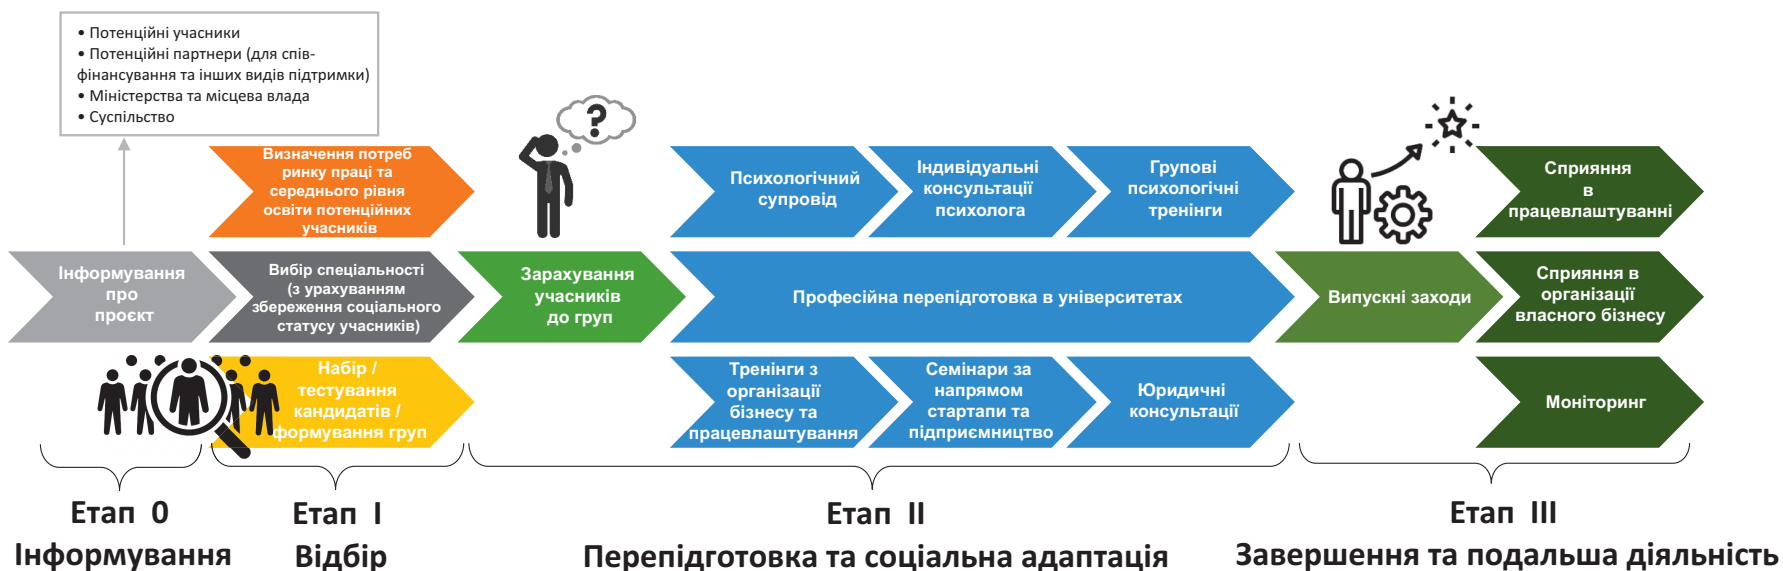 • Потенційні учасники
• Потенційні партнери (для спів-
фінансування та інших видів підтримки)
• Міністерства та місцева влада
• Суспільство
Інформування
про
проєкт
Визначення потреб
ринку праці та
середнього рівня
освіти потенційних
учасників
Вибір спеціальності
(з урахуванням
збереження соціального
статусу учасників)
Набір /
тестування
кандидатів /
формування груп
?
Зарахування
учасників
до груп
Психологічний
супровід
Індивідуальні
консультації
психолога
Групові
психологічні
тренінги
Професійна перепідготовка в університетах
Тренінги з
організації
бізнесу та
працевлаштування
Семінари за
напрямом
стартапи та
підприємництво
Юридичні
консультації
Випускні заходи
Сприяння
в
працевлаштуванні
Сприяння в
організації
власного бізнесу
Моніторинг
Етап 0
Інформування
Етап I
Відбір
Етап II
Перепідготовка та соціальна адаптація
Етап III
Завершення та подальша діяльність